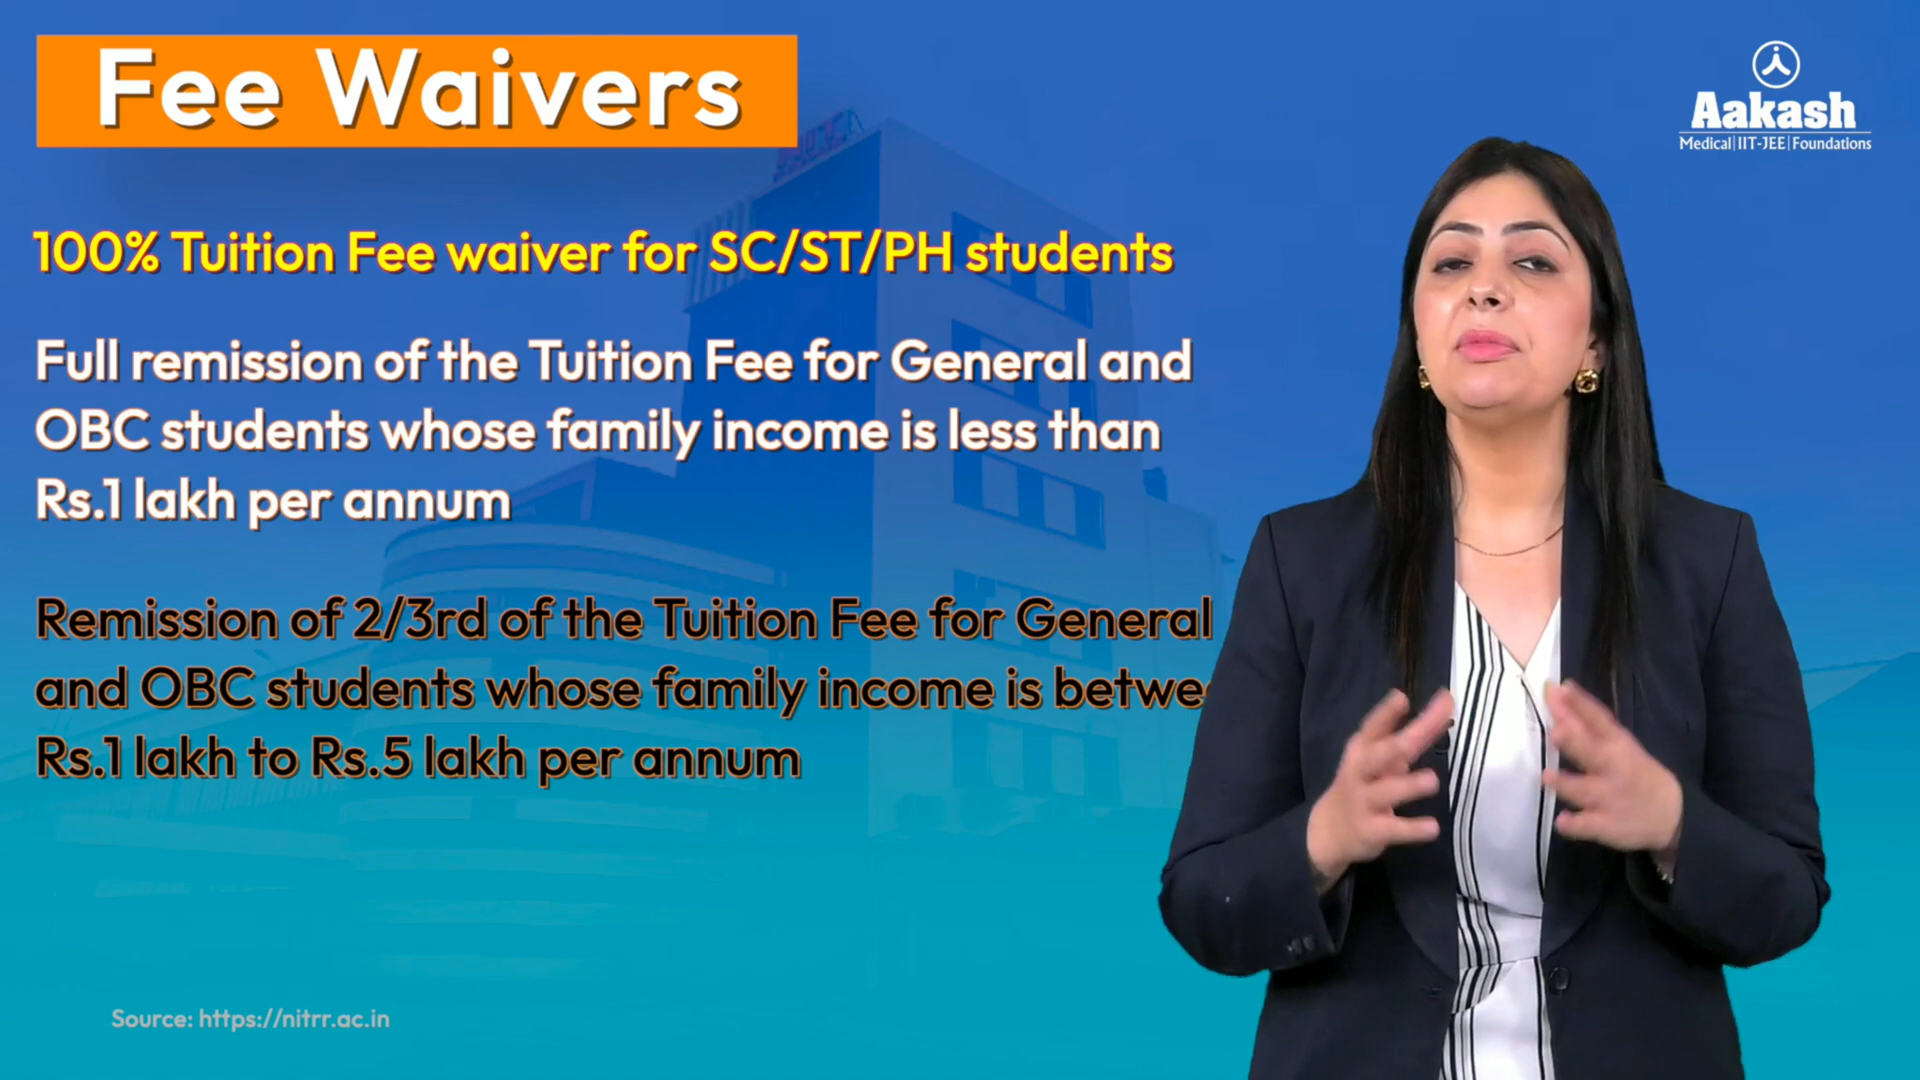 Fee Waivers
Aakash
Medical|IIT-JEE|Foundations
100% Tuition Fee waiver for SC/ST/PH students
Full remission of the Tuition Fee for General and
OBC students whose family income is less than
Rs.1 lakh per annum
Remission of 2/3rd of the Tuition Fee for General
and OBC students whose family income is betwe
Rs.1 lakh to Rs.5 lakh per annum
Source: https://nitrr.ac.in